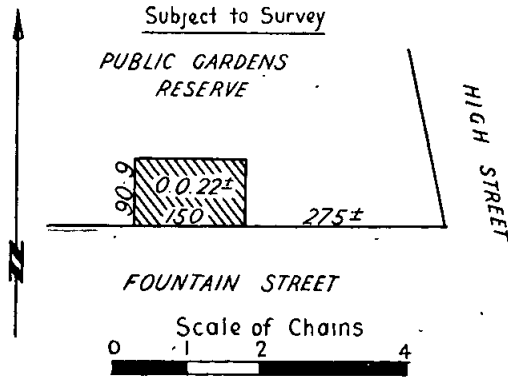 Subject to Survey
PUBLIC GARDENS
RESERVE
HIGH STREET
90·9
0.0.22±
150
275±
N
FOUNTAIN STREET
Scale of Chains
0 1 2 4